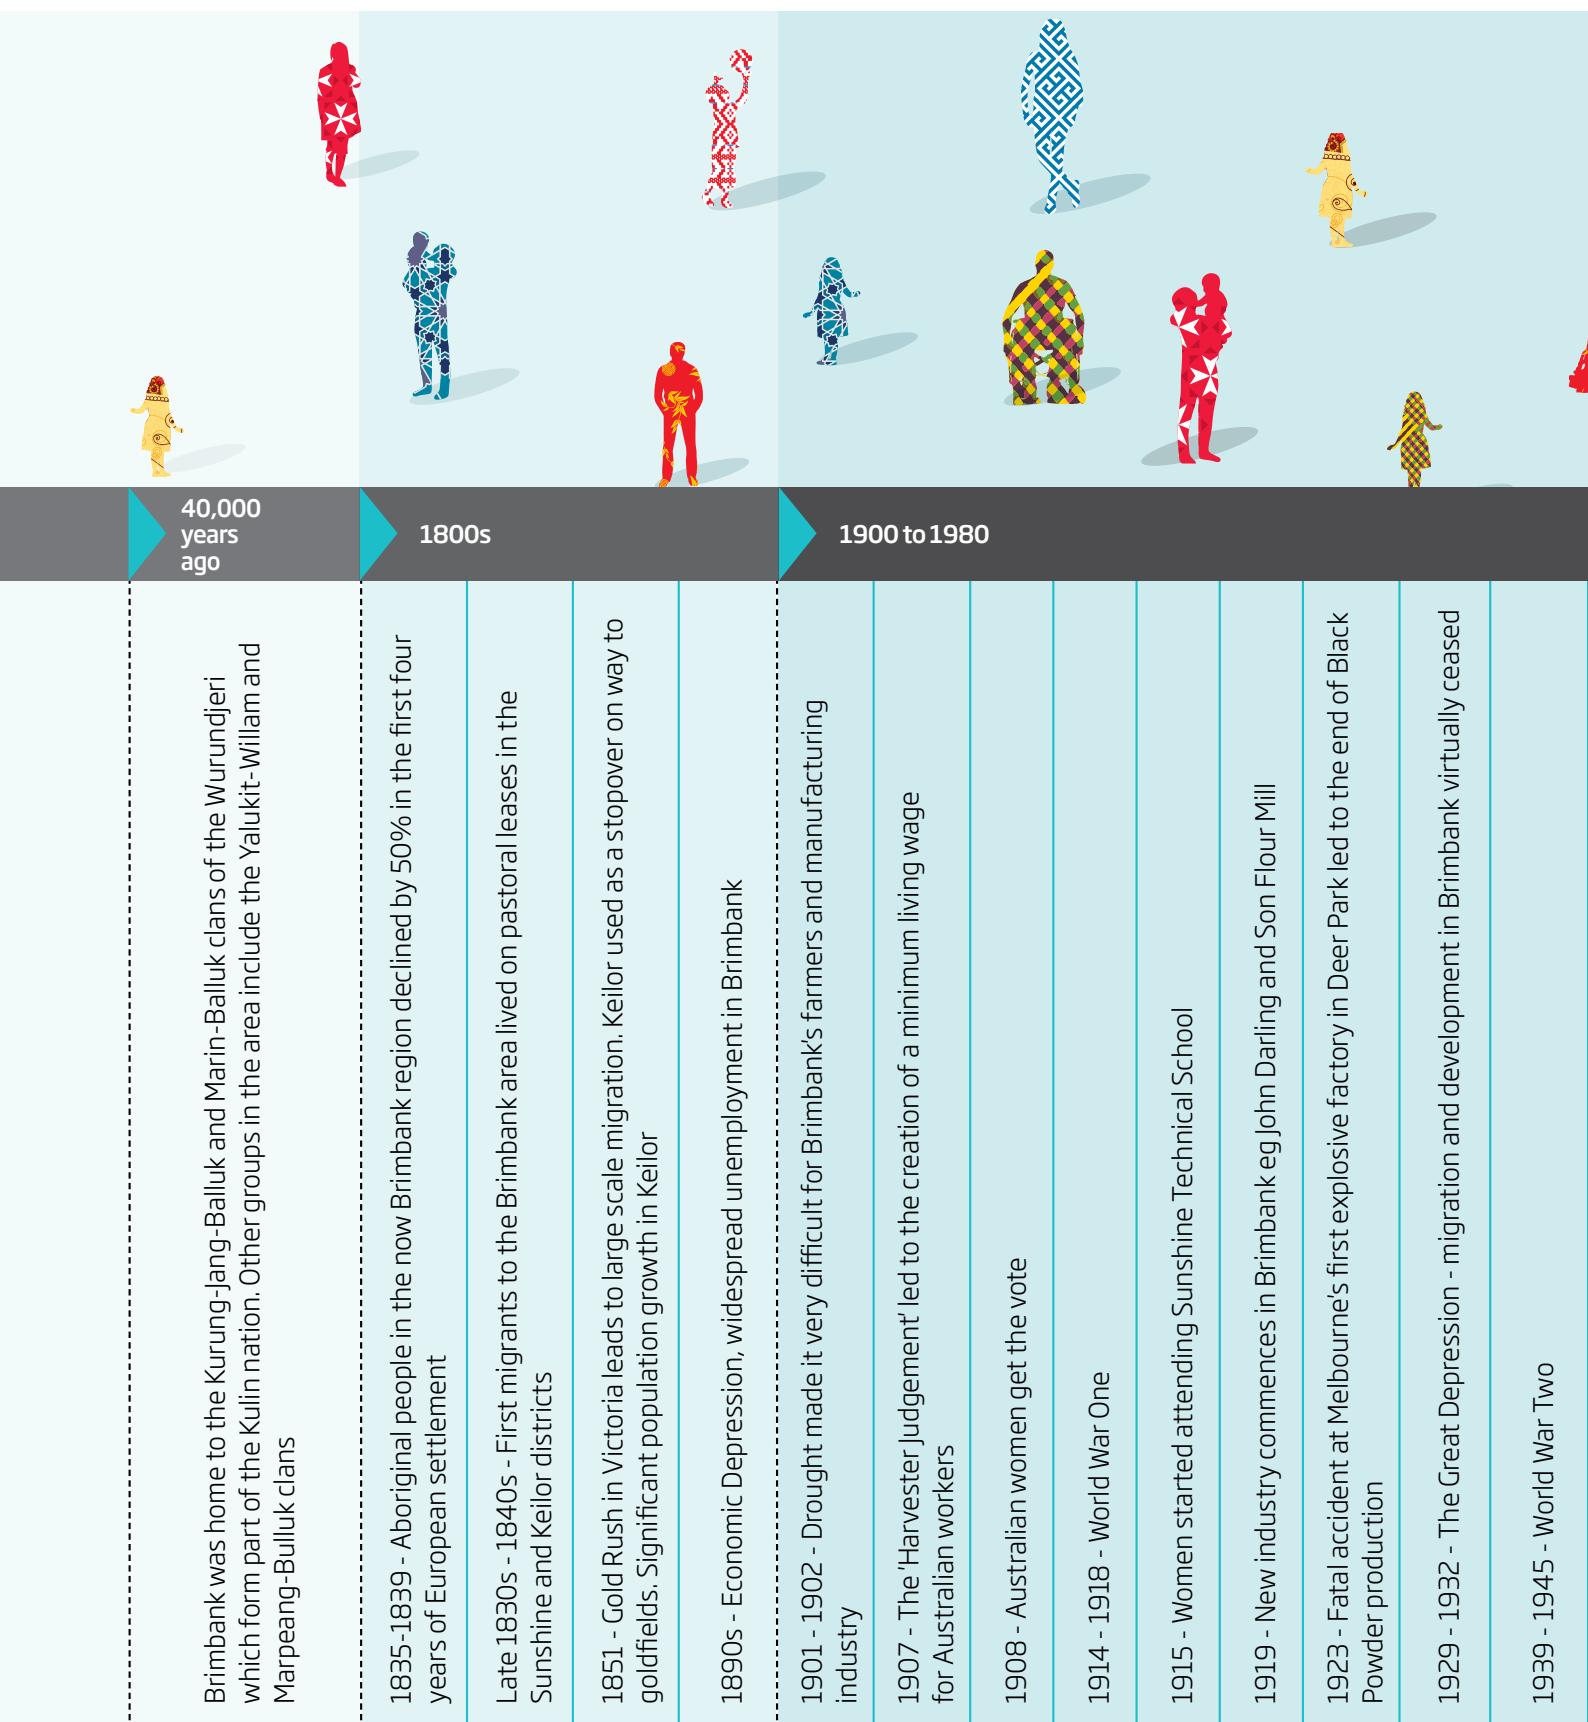 40,000
years
ago
1800s
1900 to 1980
Brimbank was home to the Kurung-Jang-Balluk and Marin-Balluk clans of the Wurundjeri
which form part of the Kulin nation. Other groups in the area include the Yalukit-Willam and
Marpeang-Bulluk clans
1835-1839 - Aboriginal people in the now Brimbank region declined by 50% in the first four
years of European settlement
Late 1830s - 1840s - First migrants to the Brimbank area lived on pastoral leases in the
Sunshine and Keilor districts
1851 - Gold Rush in Victoria leads to large scale migration. Keilor used as a stopover on way to
goldfields. Significant population growth in Keilor
1890s - Economic Depression, widespread unemployment in Brimbank
1901 - 1902 - Drought made it very difficult for Brimbank's farmers and manufacturing
industry
1907 - The 'Harvester Judgement' led to the creation of a minimum living wage
for Australian workers
1908 - Australian women get the vote
1914 - 1918 - World War One
1915 - Women started attending Sunshine Technical School
1919 - New industry commences in Brimbank eg John Darling and Son Flour Mill
1923 - Fatal accident at Melbourne's first explosive factory in Deer Park led to the end of Black
Powder production
1929 - 1932 - The Great Depression - migration and development in Brimbank virtually ceased
1939 - 1945 - World War Two